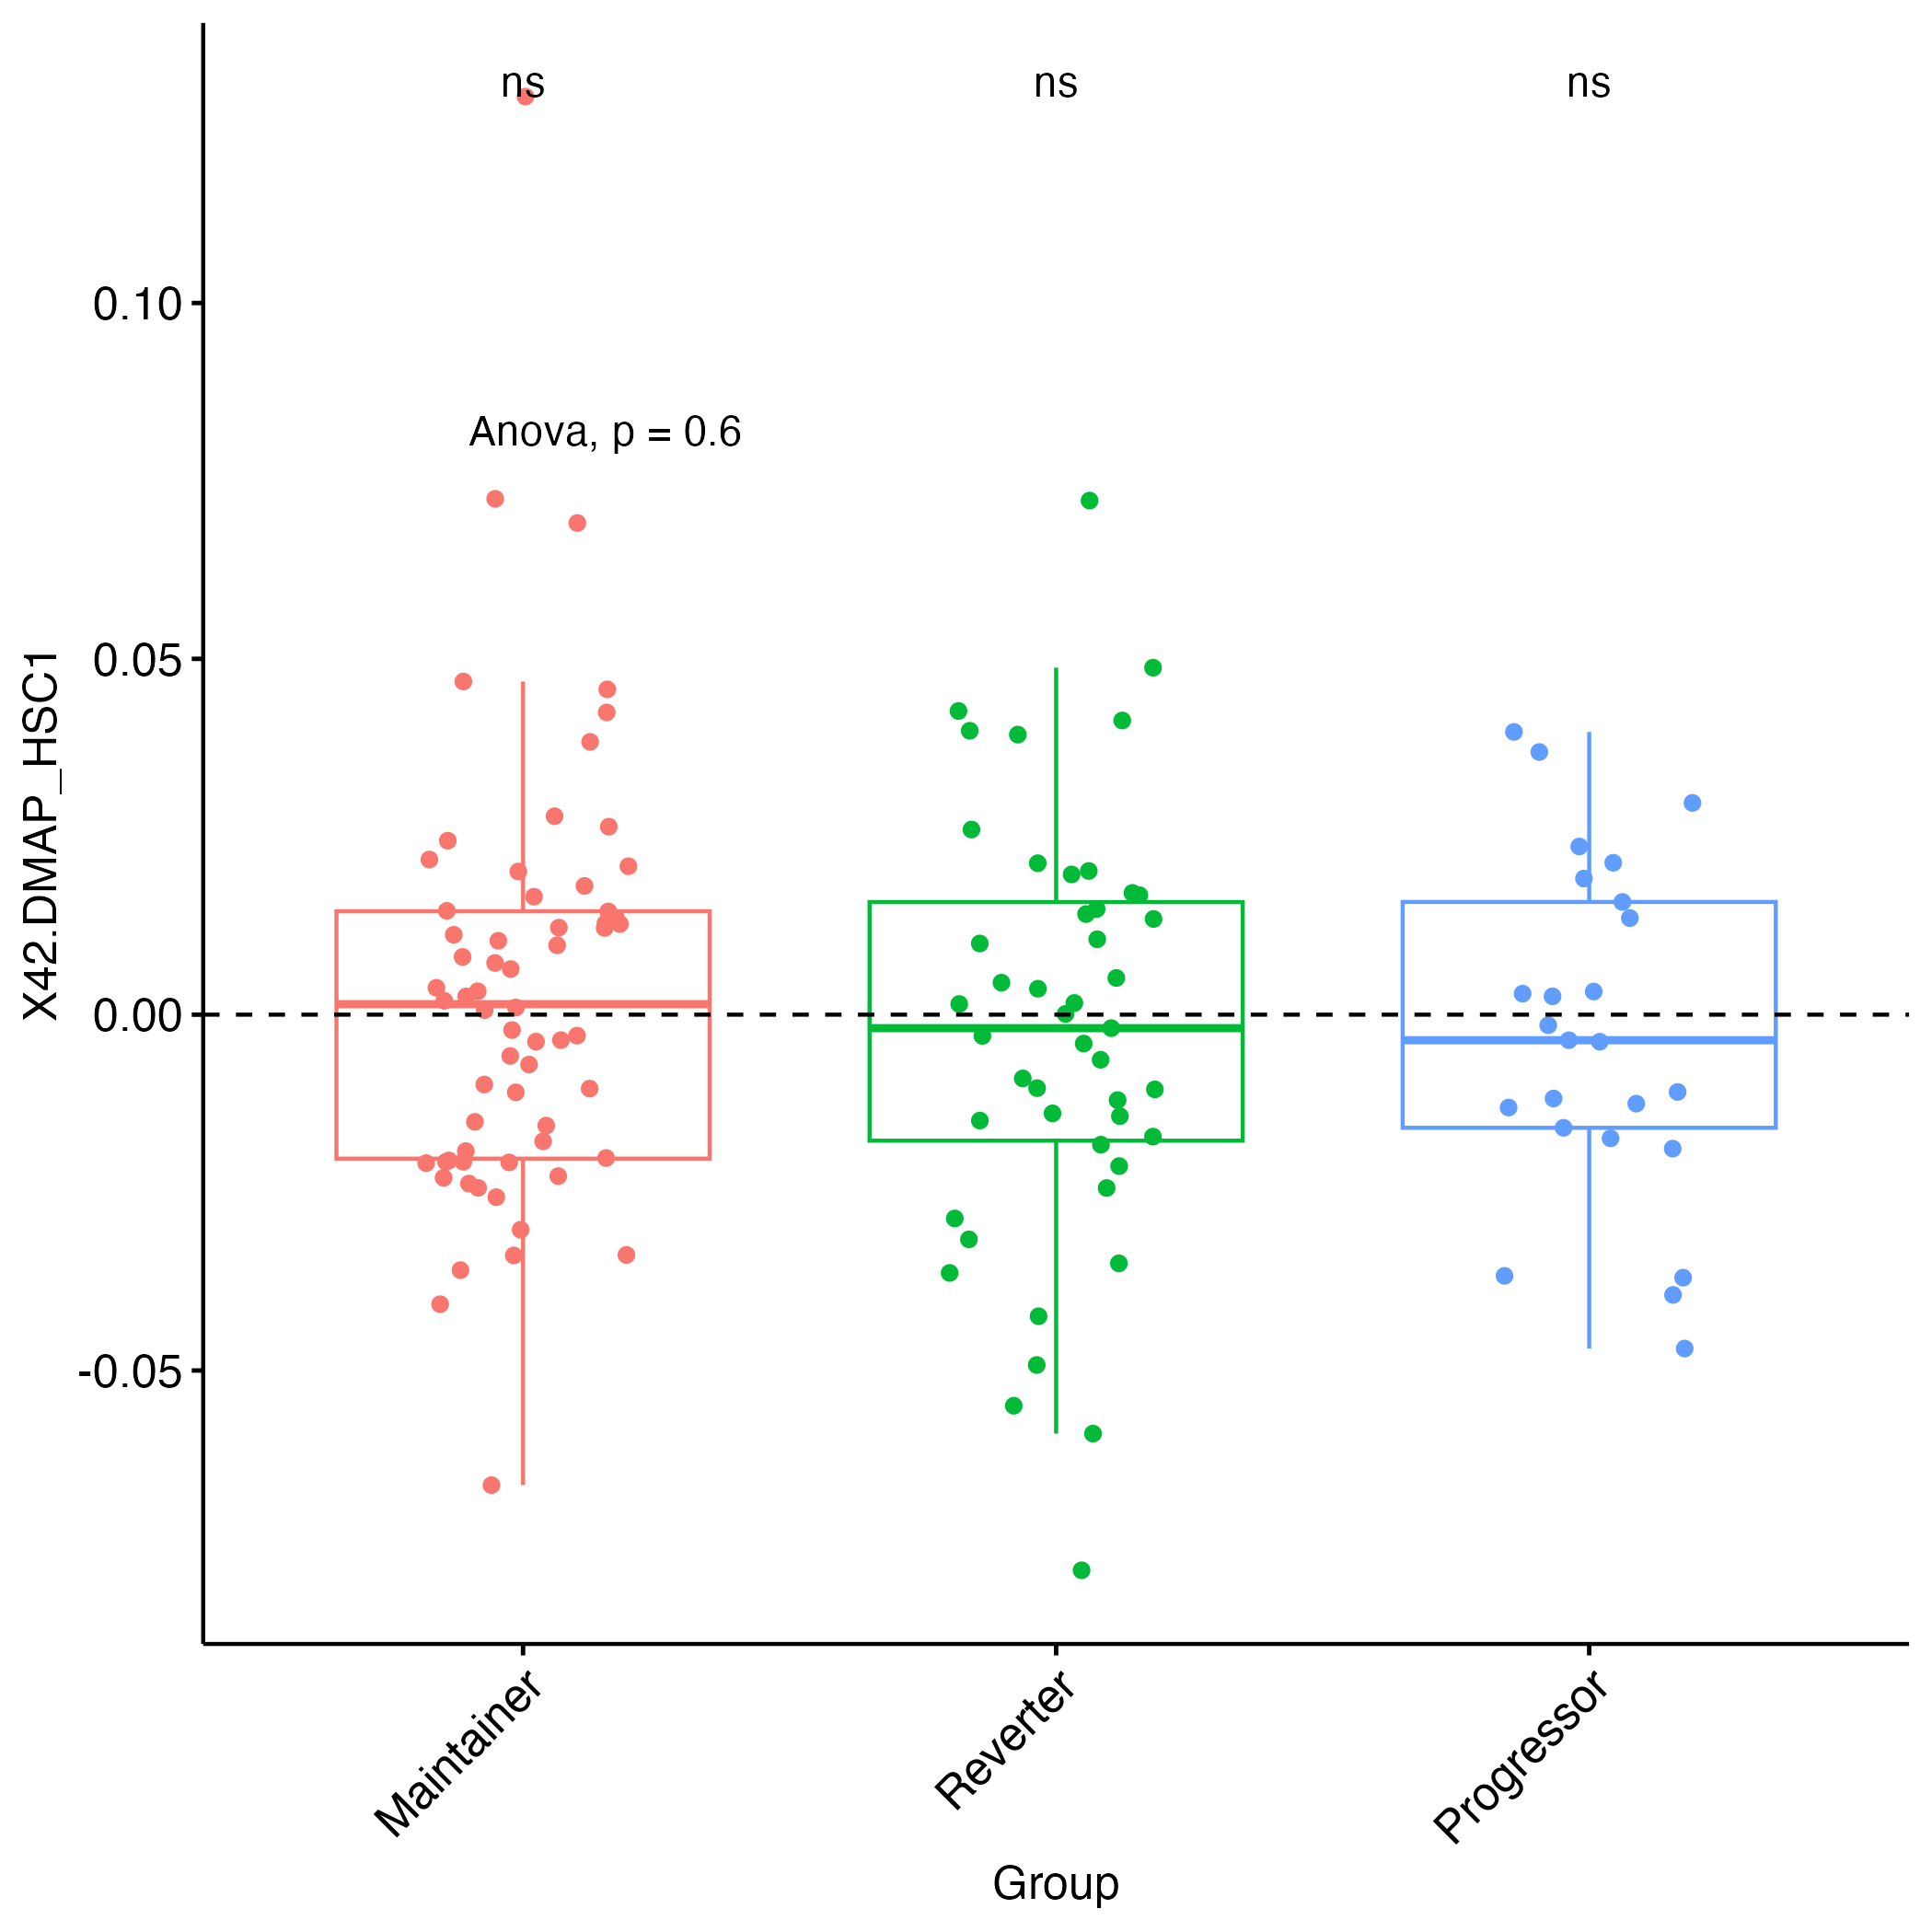 ns ns ns
0.10
Anova, p = 0.6
0.05
X42.DMAP_HSC1
0.00
-0.05
Maintainer Reverter Progressor
Group